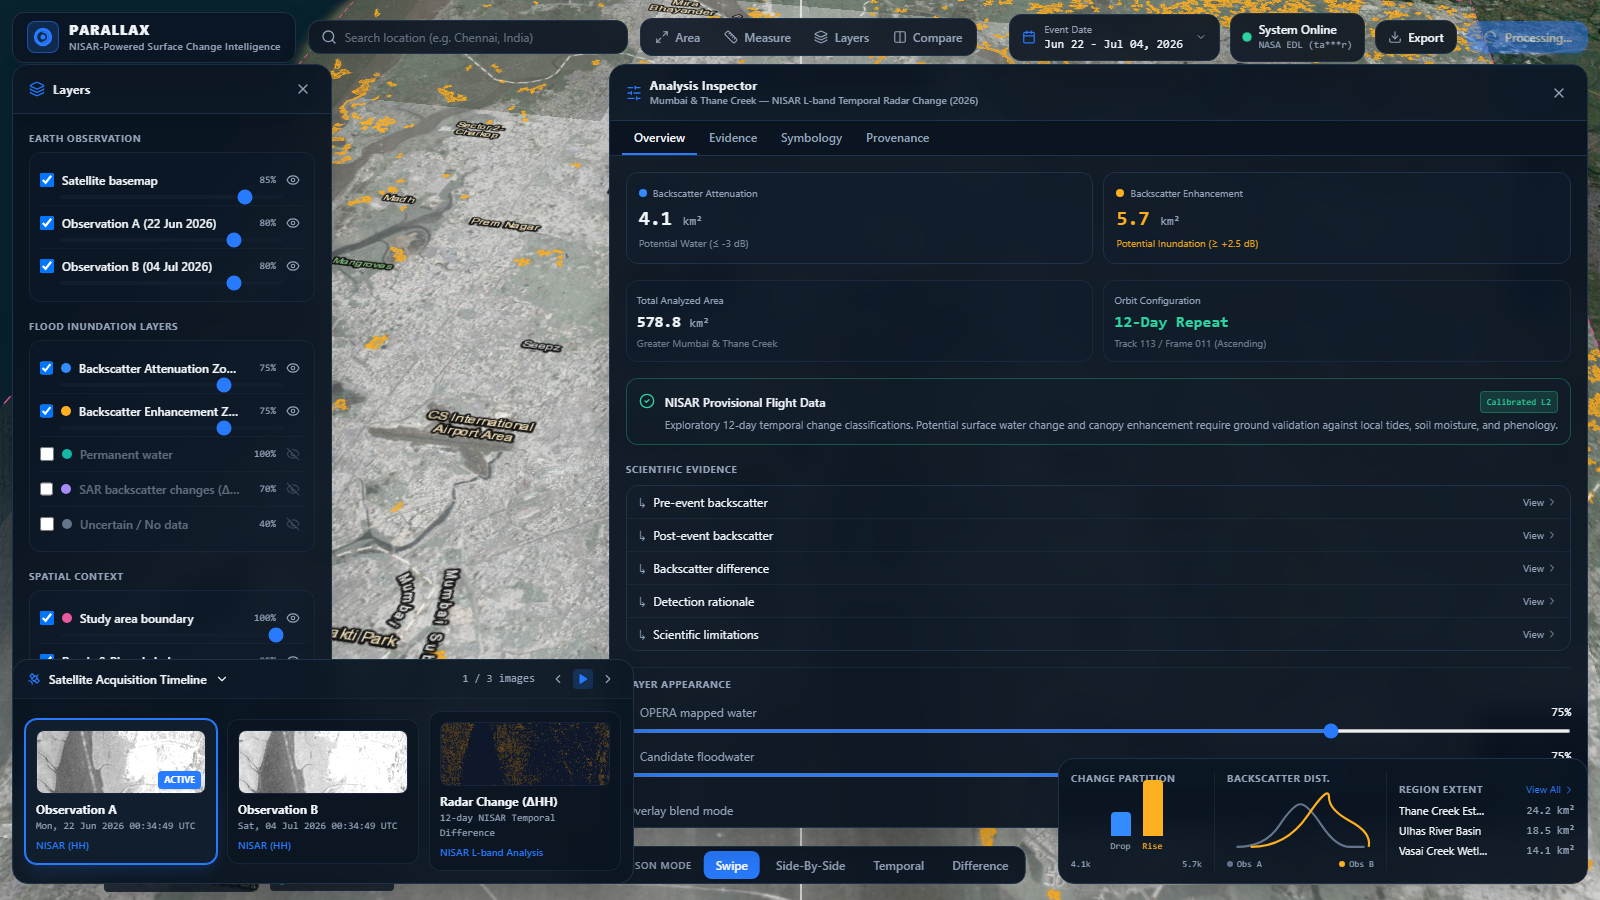 PARALLAX
NISAR-Powered Surface Change Intelligence
Search location (e.g. Chennai, India)
Area
Measure
Layers
Compare
Event Date
Jun 22 - Jul 04, 2026
System Online
NASA EDL (ta***r)
Export
Processing...
Layers
EARTH OBSERVATION
Satellite basemap 85%
Observation A (22 Jun 2026) 80%
Observation B (04 Jul 2026) 80%
FLOOD INUNDATION LAYERS
Backscatter Attenuation Zo... 75%
Backscatter Enhancement Z... 75%
Permanent water 100%
SAR backscatter changes (Δ... 70%
Uncertain / No data 40%
SPATIAL CONTEXT
Study area boundary 100%
Mira
Bhayander
Sector-2-
Charkop
Madh
Prem Nagar
Mangroves
Seepz
CS International
Airport Area
Mumbai Sub
Mumbai
akti Park
Analysis Inspector
Mumbai & Thane Creek — NISAR L-band Temporal Radar Change (2026)
Overview
Evidence
Symbology
Provenance
Backscatter Attenuation
4.1 km²
Potential Water (≤ -3 dB)
Backscatter Enhancement
5.7 km²
Potential Inundation (≥ +2.5 dB)
Total Analyzed Area
578.8 km²
Greater Mumbai & Thane Creek
Orbit Configuration
12-Day Repeat
Track 113 / Frame 011 (Ascending)
NISAR Provisional Flight Data
Calibrated L2
Exploratory 12-day temporal change classifications. Potential surface water change and canopy enhancement require ground validation against local tides, soil moisture, and phenology.
SCIENTIFIC EVIDENCE
↳ Pre-event backscatter View
↳ Post-event backscatter View
↳ Backscatter difference View
↳ Detection rationale View
↳ Scientific limitations View
AYER APPEARANCE
OPERA mapped water 75%
Candidate floodwater 75%
verlay blend mode
Satellite Acquisition Timeline
1 / 3 images
ACTIVE
Observation A
Mon, 22 Jun 2026 00:34:49 UTC
NISAR (HH)
Observation B
Sat, 04 Jul 2026 00:34:49 UTC
NISAR (HH)
Radar Change (ΔHH)
12-day NISAR Temporal
Difference
NISAR L-band Analysis
SON MODE
Swipe
Side-By-Side
Temporal
Difference
CHANGE PARTITION
Drop
Rise
4.1k
5.7k
BACKSCATTER DIST.
Obs A
Obs B
REGION EXTENT
View All
Thane Creek Est... 24.2 km²
Ulhas River Basin 18.5 km²
Vasai Creek Wetl... 14.1 km²